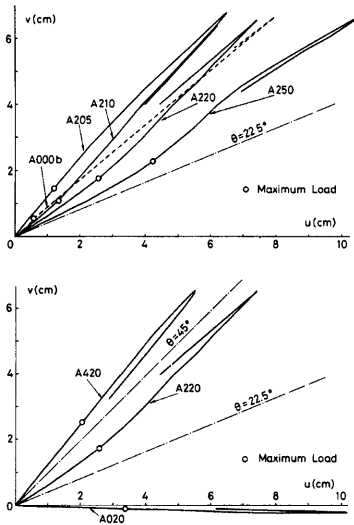 v(cm)
6
A210
A220
A250
4
A205
A000b
θ=22.5°
2
Maximum Load
u(cm)
0
2
4
6
8
10
v(cm)
6
θ=45°
A420
4
A220
θ=22.5°
2
Maximum Load
u(cm)
0
2
4
6
8
10
A020